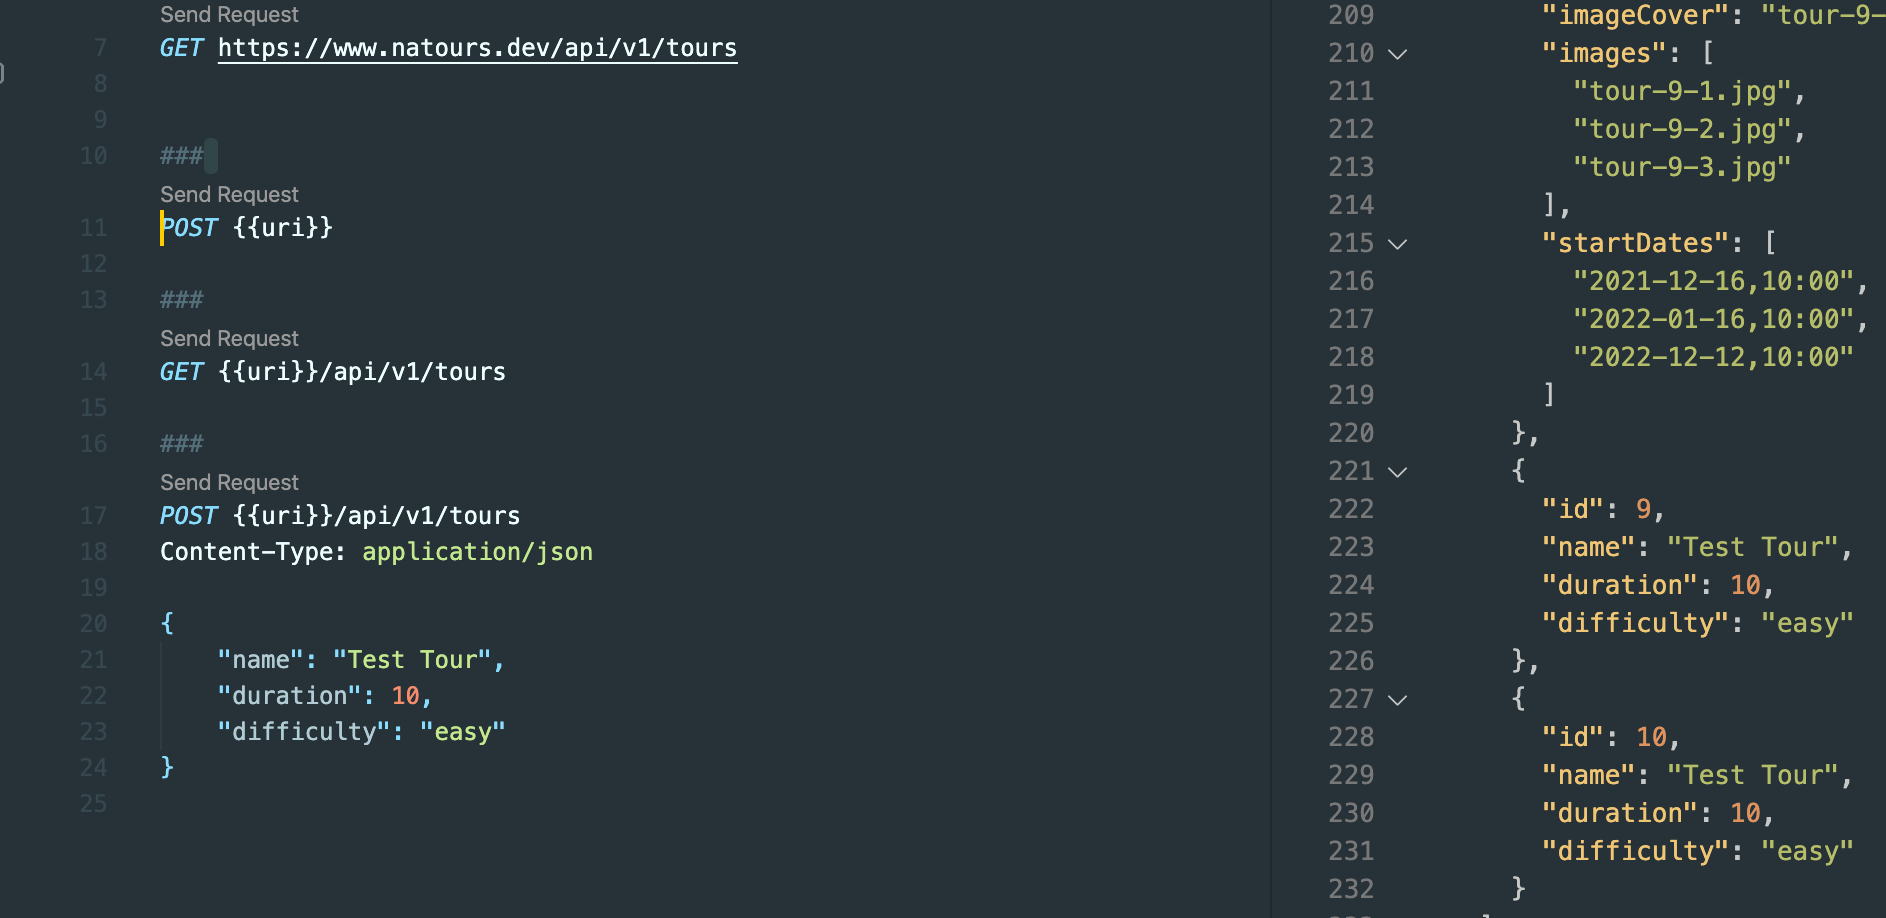 Send Request
7 GET https://www.natours.dev/api/v1/tours
8
9
10 ###
Send Request
11 POST {{uri}}
12
13 ###
Send Request
14 GET {{uri}}/api/v1/tours
15
16 ###
Send Request
17 POST {{uri}}/api/v1/tours
18 Content-Type: application/json
19
20 {
21 "name": "Test Tour",
22 "duration": 10,
23 "difficulty": "easy"
24 }
25
209 "imageCover": "tour-9-
210 "images": [
211 "tour-9-1.jpg",
212 "tour-9-2.jpg",
213 "tour-9-3.jpg"
214 ],
215 "startDates": [
216 "2021-12-16,10:00",
217 "2022-01-16,10:00",
218 "2022-12-12,10:00"
219 ]
220 },
221 {
222 "id": 9,
223 "name": "Test Tour",
224 "duration": 10,
225 "difficulty": "easy"
226 },
227 {
228 "id": 10,
229 "name": "Test Tour",
230 "duration": 10,
231 "difficulty": "easy"
232 }